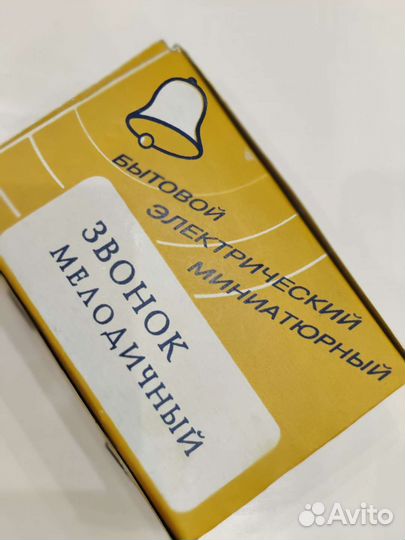 БЫТОВОЙ
ЭЛЕКТРИЧЕСКИЙ
МИНИАТЮРНЫЙ
ЗВОНОК
МЕЛОДИЧНЫЙ
Avito